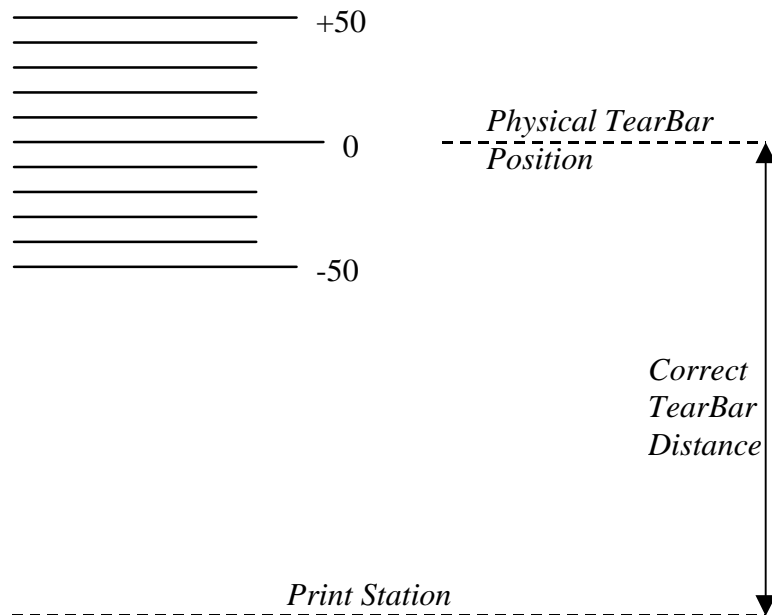 +50
Physical TearBar
0
Position
-50
Correct
TearBar
Distance
Print Station